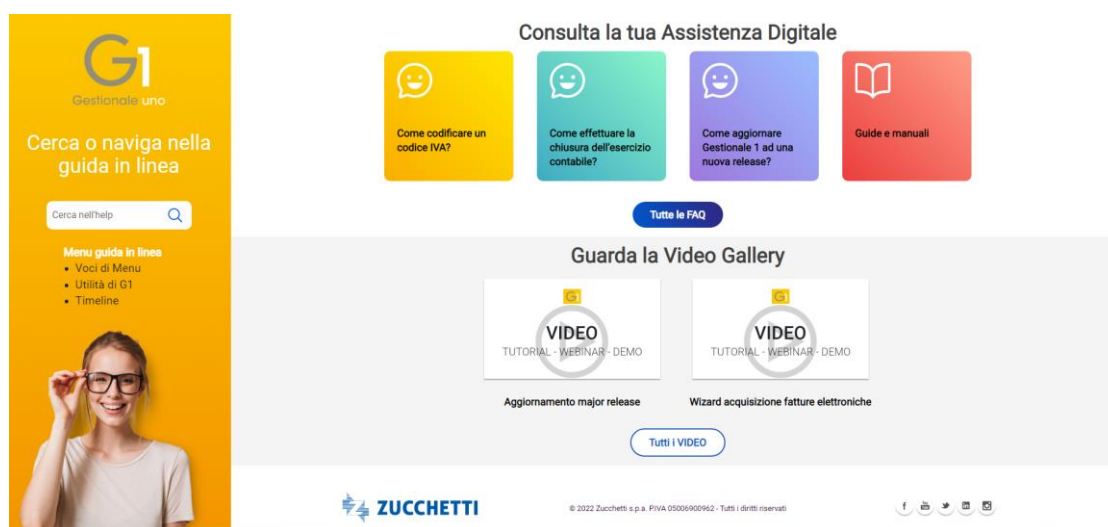 G1
Gestionale uno
Cerca o naviga nella
guida in linea
Cerca nell'help
Menu guida in linea
• Voci di Menu
• Utilità di G1
• Timeline
Consulta la tua Assistenza Digitale
Come codificare un
codice IVA?
Come effettuare la
chiusura dell'esercizio
contabile?
Come aggiornare
Gestionale 1 ad una
nuova release?
Guide e manuali
Tutte le FAQ
Guarda la Video Gallery
G1
VIDEO
TUTORIAL - WEBINAR - DEMO
Aggiornamento major release
G1
VIDEO
TUTORIAL - WEBINAR - DEMO
Wizard acquisizione fatture elettroniche
Tutti i VIDEO
ZUCCHETTI
© 2022 Zucchetti s.p.a. P.IVA 05006900962 - Tutti i diritti riservati